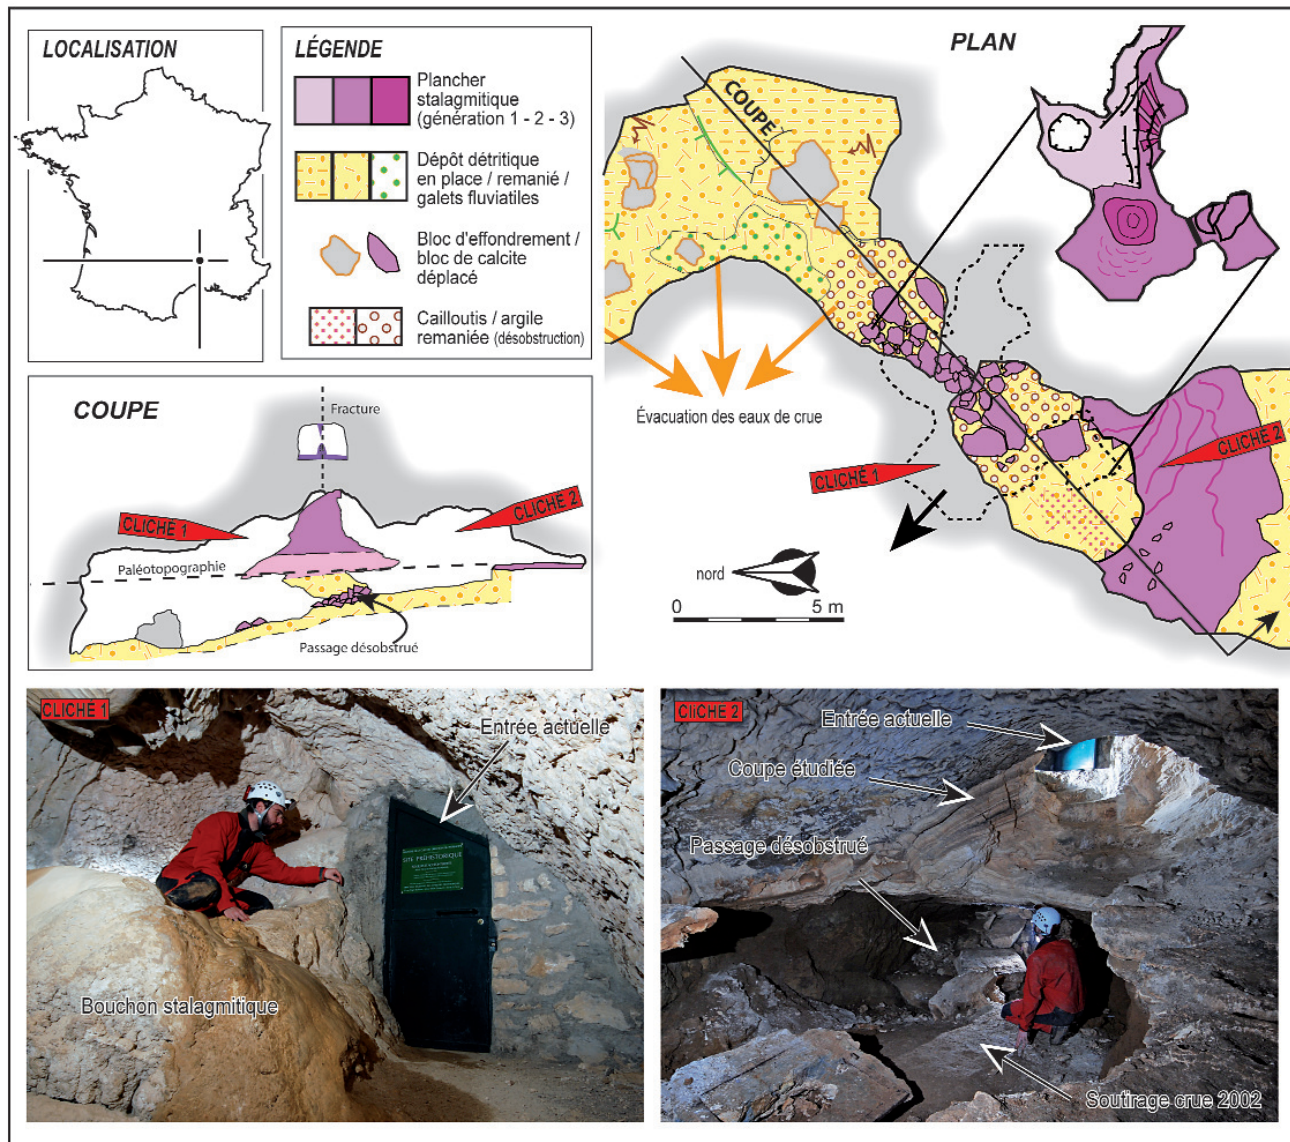 LOCALISATION
LÉGENDE
Plancher
stalagmitique
(génération 1 - 2 - 3)
Dépôt détritique
en place / remanié /
galets fluviatiles
Bloc d'effondrement /
bloc de calcite
déplacé
Cailloutis / argile
remaniée (désobstruction)
PLAN
COUPE
Évacuation des eaux de crue
CLICHÉ 1
CLICHÉ 2
nord
0 5 m
COUPE
Fracture
CLICHÉ 1
CLICHÉ 2
Paléotopographie
Passage désobstrué
CLICHÉ 1
Entrée actuelle
SITE PRÉHISTORIQUE
Bouchon stalagmitique
CLiCHÉ 2
Entrée actuelle
Coupe étudiée
Passage désobstrué
Soutirage crue 2002